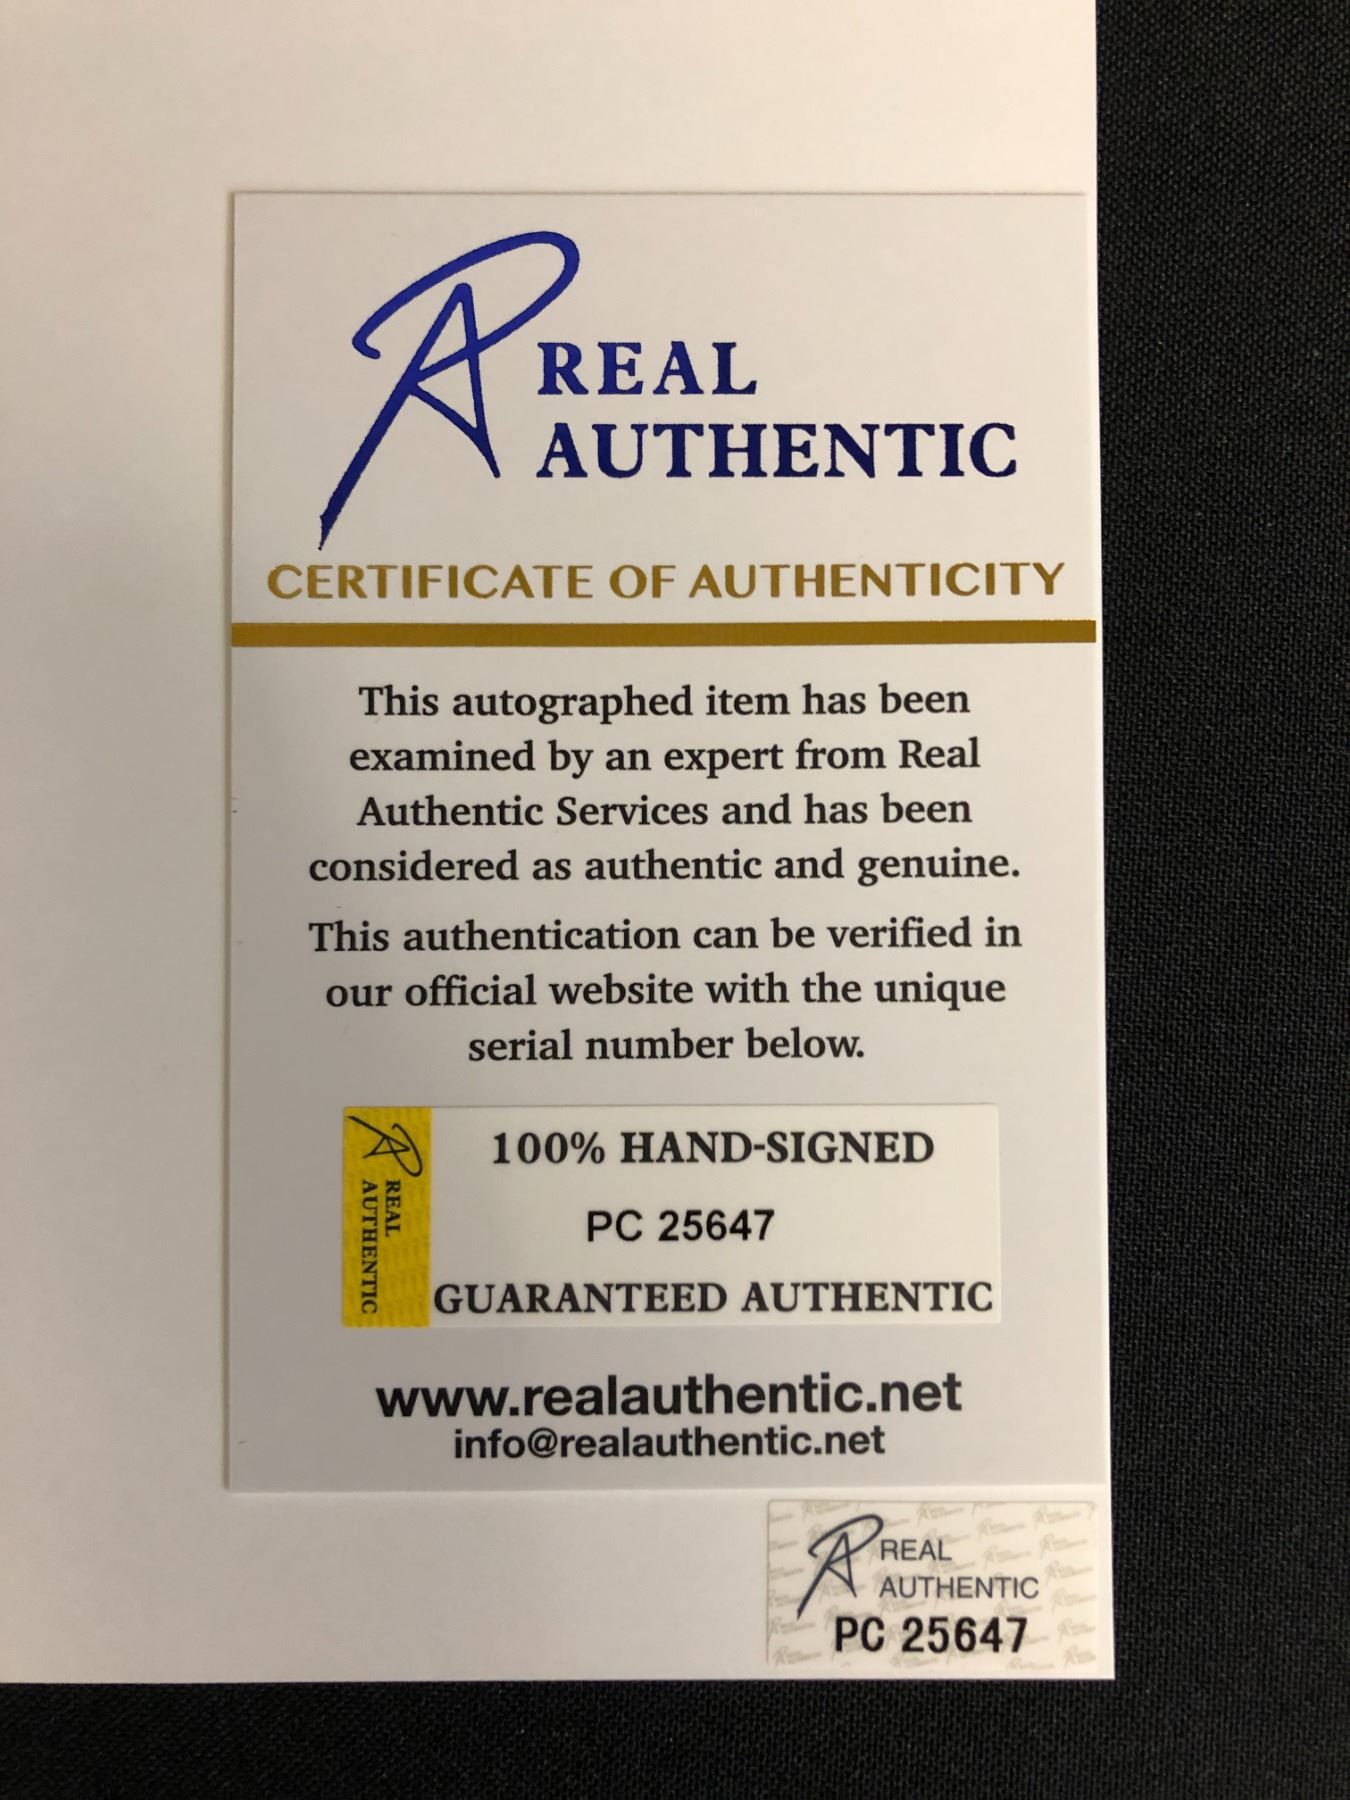 REAL
AUTHENTIC
CERTIFICATE OF AUTHENTICITY
This autographed item has been
examined by an expert from Real
Authentic Services and has been
considered as authentic and genuine.
This authentication can be verified in
our official website with the unique
serial number below.
REAL
AUTHENTIC
100% HAND-SIGNED
PC 25647
GUARANTEED AUTHENTIC
www.realauthentic.net
info@realauthentic.net
REAL
AUTHENTIC
PC 25647